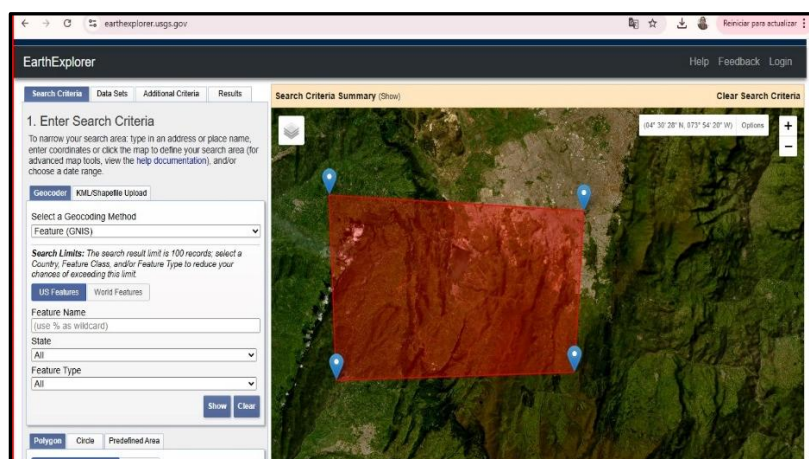 earthexplorer.usgs.gov
Reiniciar para actualizar
EarthExplorer
Help Feedback Login
Search Criteria Data Sets Additional Criteria Results
Search Criteria Summary (Show)
Clear Search Criteria
1. Enter Search Criteria
To narrow your search area: type in an address or place name,
enter coordinates or click the map to define your search area (for
advanced map tools, view the help documentation), and/or
choose a date range.
(04° 30' 28" N, 073° 54' 20" W) Options
+
-
Geocoder KML/Shapefile Upload
Select a Geocoding Method
Feature (GNIS)
Search Limits: The search result limit is 100 records; select a
Country, Feature Class, and/or Feature Type to reduce your
chances of exceeding this limit.
US Features World Features
Feature Name
(use % as wildcard)
State
All
Feature Type
All
Show Clear
Polygon Circle Predefined Area